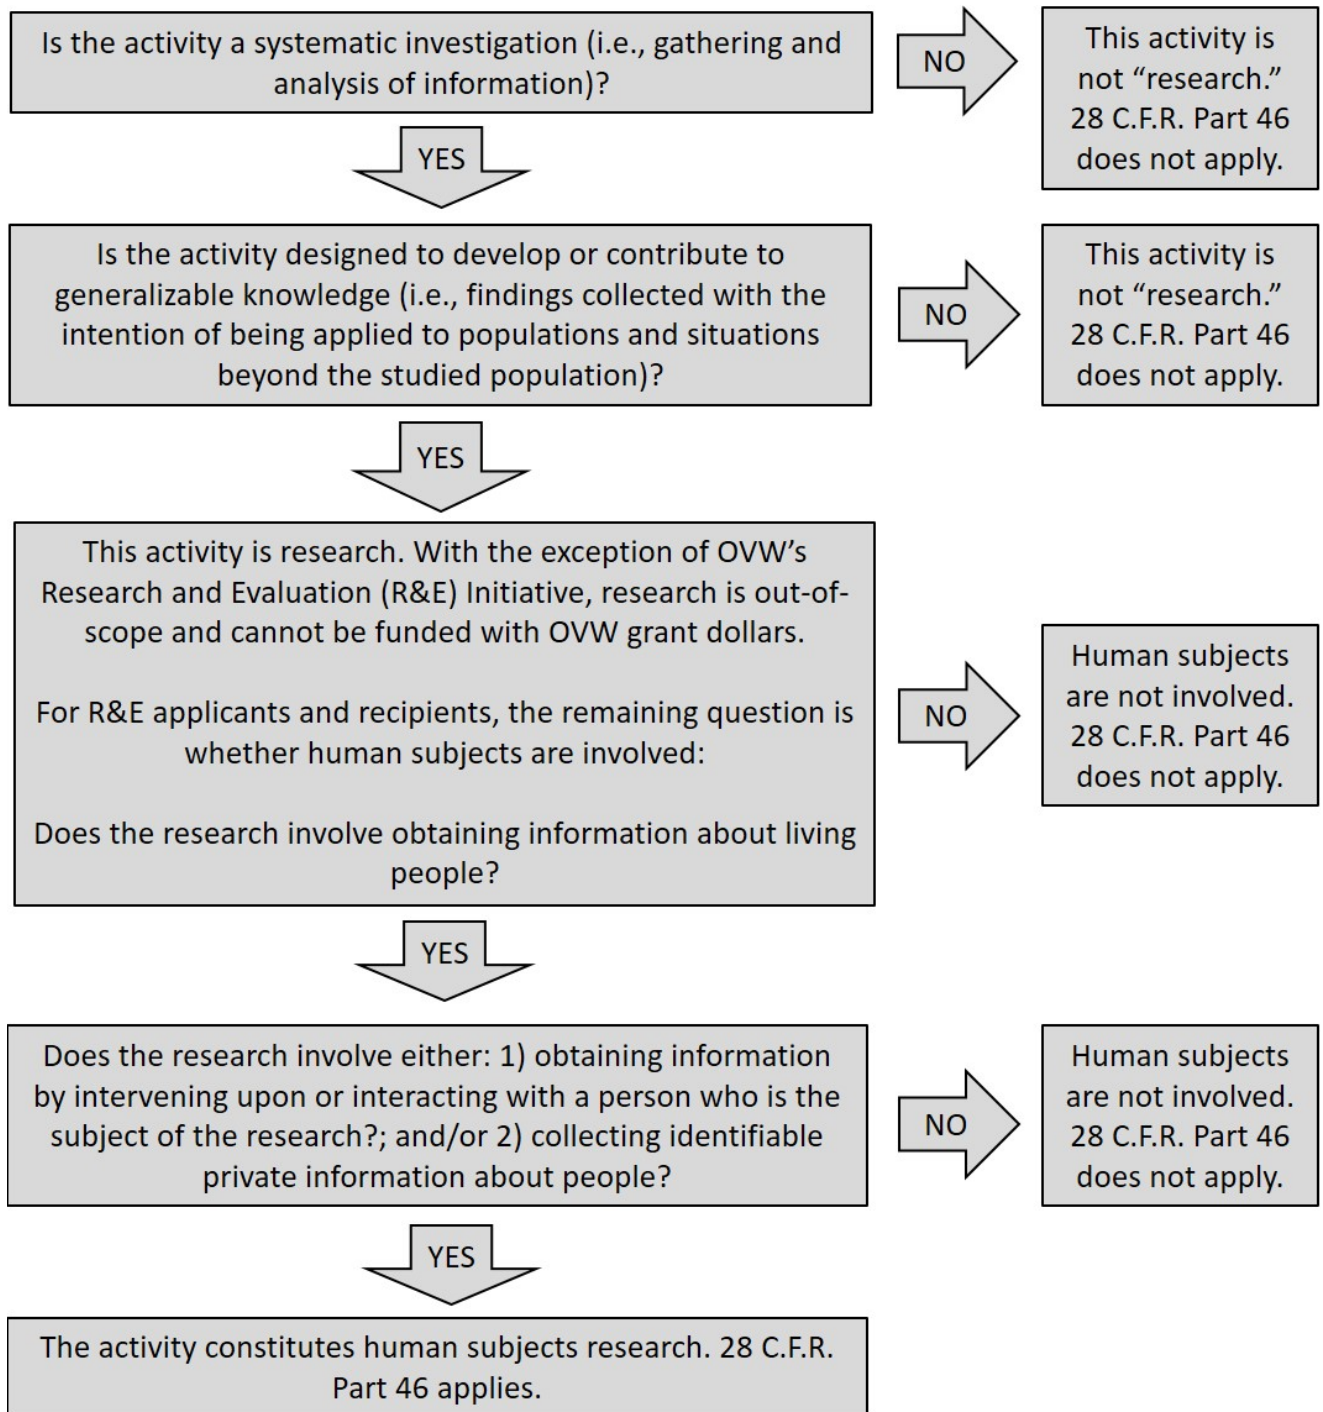 Is the activity a systematic investigation (i.e., gathering and
analysis of information)?
NO
This activity is
not “research.”
28 C.F.R. Part 46
does not apply.
YES
Is the activity designed to develop or contribute to
generalizable knowledge (i.e., findings collected with the
intention of being applied to populations and situations
beyond the studied population)?
NO
This activity is
not “research.”
28 C.F.R. Part 46
does not apply.
YES
This activity is research. With the exception of OVW’s
Research and Evaluation (R&E) Initiative, research is out-of-
scope and cannot be funded with OVW grant dollars.
For R&E applicants and recipients, the remaining question is
whether human subjects are involved:
Does the research involve obtaining information about living
people?
NO
Human subjects
are not involved.
28 C.F.R. Part 46
does not apply.
YES
Does the research involve either: 1) obtaining information
by intervening upon or interacting with a person who is the
subject of the research?; and/or 2) collecting identifiable
private information about people?
NO
Human subjects
are not involved.
28 C.F.R. Part 46
does not apply.
YES
The activity constitutes human subjects research. 28 C.F.R.
Part 46 applies.